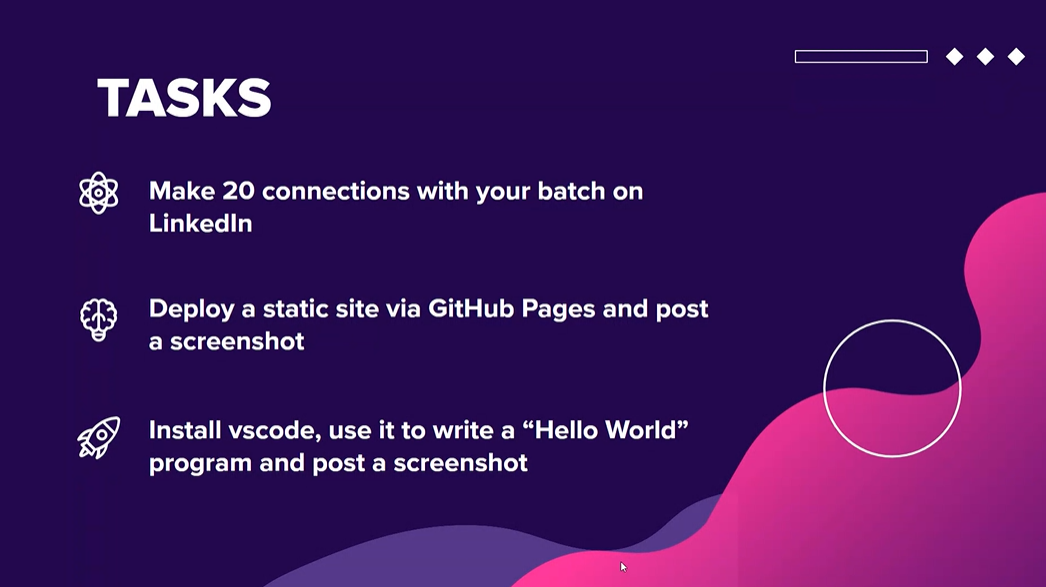 TASKS
Make 20 connections with your batch on
LinkedIn
Deploy a static site via GitHub Pages and post
a screenshot
Install vscode, use it to write a “Hello World”
program and post a screenshot